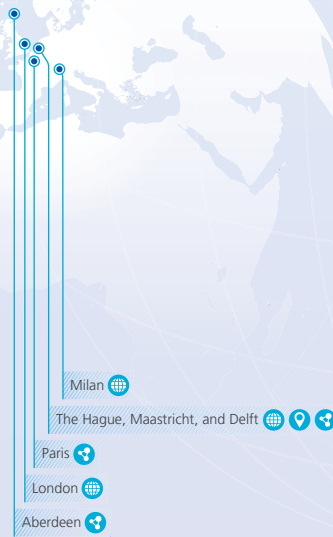 Milan
The Hague, Maastricht, and Delft
Paris
London
Aberdeen